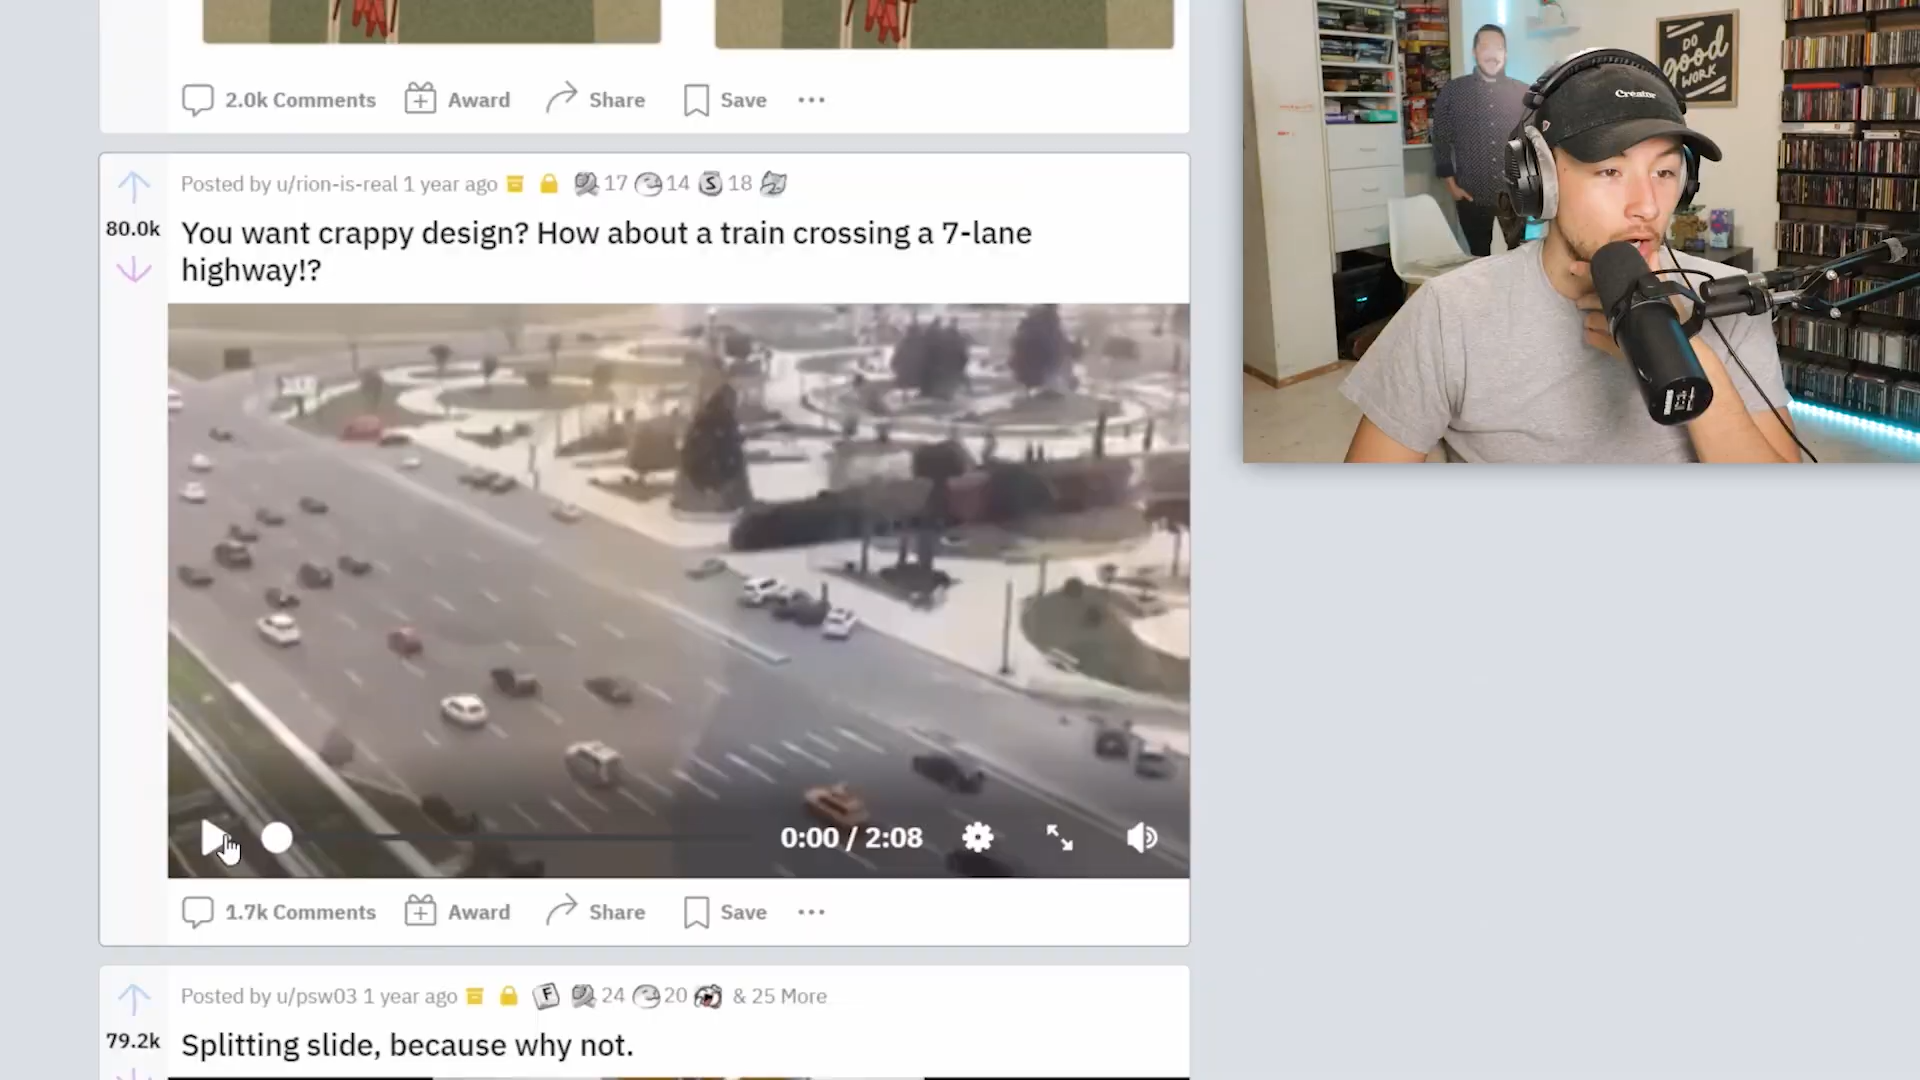 2.0k Comments Award Share Save
Posted by u/rion-is-real 1 year ago 17 14 S 18
80.0k
You want crappy design? How about a train crossing a 7-lane
highway!?
0:00 / 2:08
1.7k Comments Award Share Save
Posted by u/psw03 1 year ago F 24 20 & 25 More
79.2k
Splitting slide, because why not.
DO
good
WORK
Creator